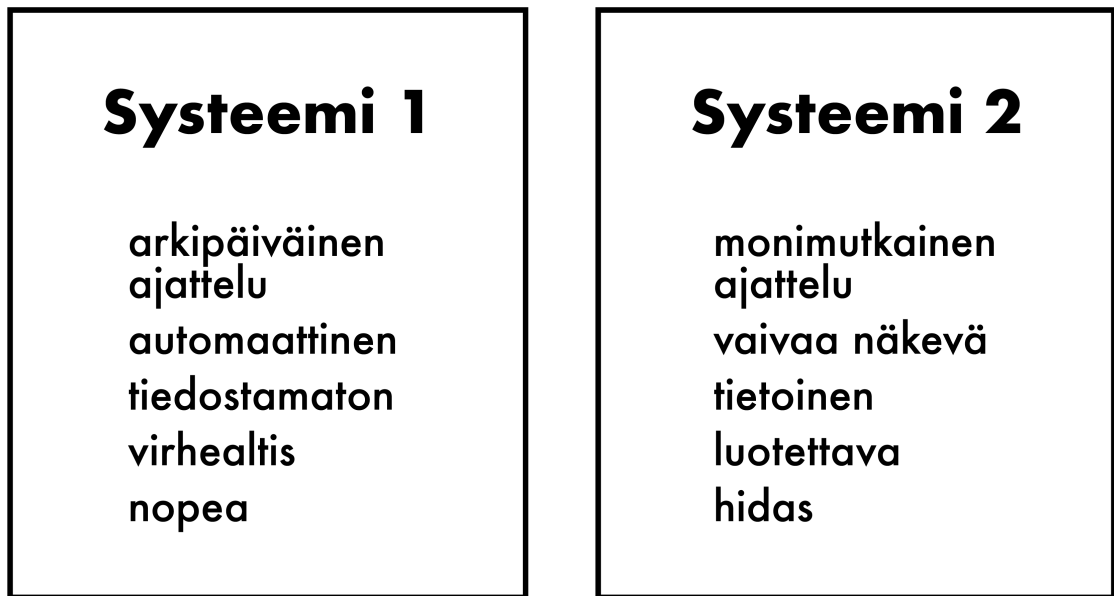 Systeemi 1
arkipäiväinen
ajattelu
automaattinen
tiedostamaton
virhealtis
nopea
Systeemi 2
monimutkainen
ajattelu
vaivaa näkevä
tietoinen
luotettava
hidas